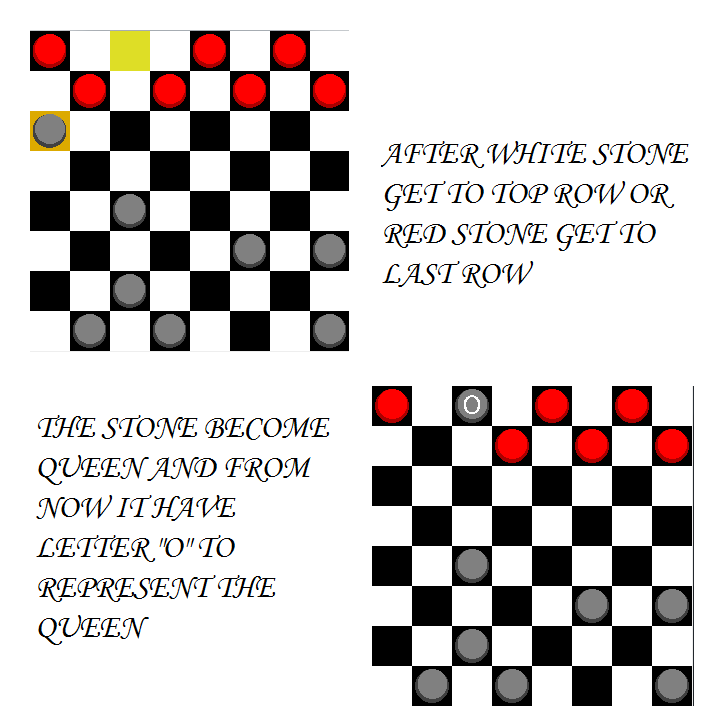 AFTER WHITE STONE
GET TO TOP ROW OR
RED STONE GET TO
LAST ROW
THE STONE BECOME
QUEEN AND FROM
NOW IT HAVE
LETTER "O" TO
REPRESENT THE
QUEEN
O